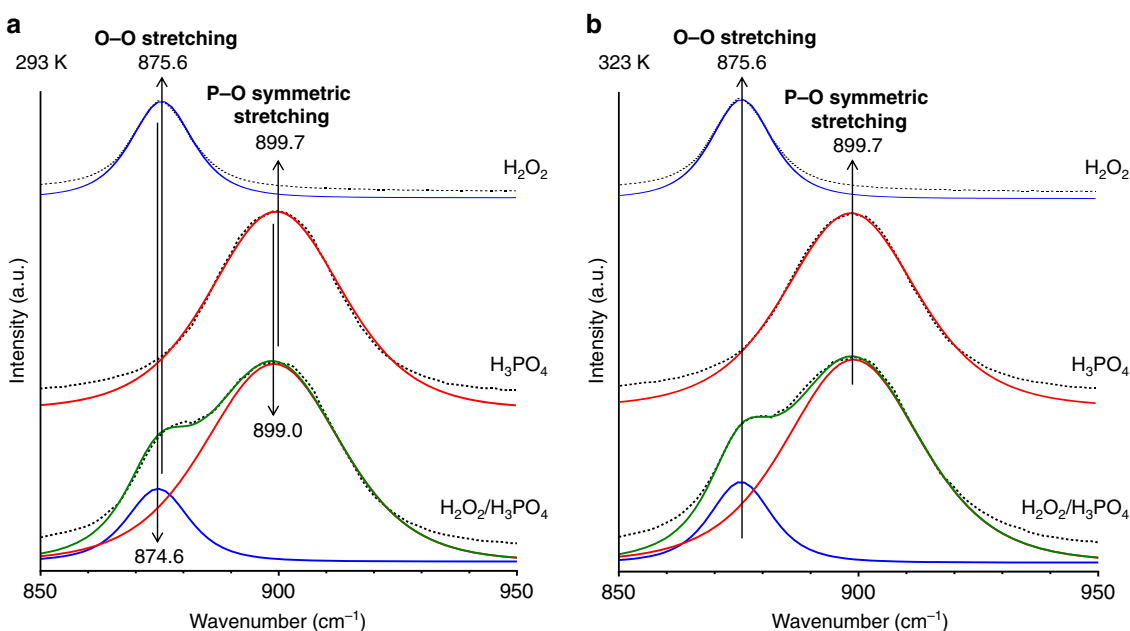 a
O–O stretching
293 K
875.6
P–O symmetric
stretching
899.7
H₂O₂
H₃PO₄
899.0
H₂O₂/H₃PO₄
874.6
Intensity (a.u.)
850
900
950
Wavenumber (cm⁻¹)
b
O–O stretching
323 K
875.6
P–O symmetric
stretching
899.7
H₂O₂
H₃PO₄
H₂O₂/H₃PO₄
Intensity (a.u.)
850
900
950
Wavenumber (cm⁻¹)